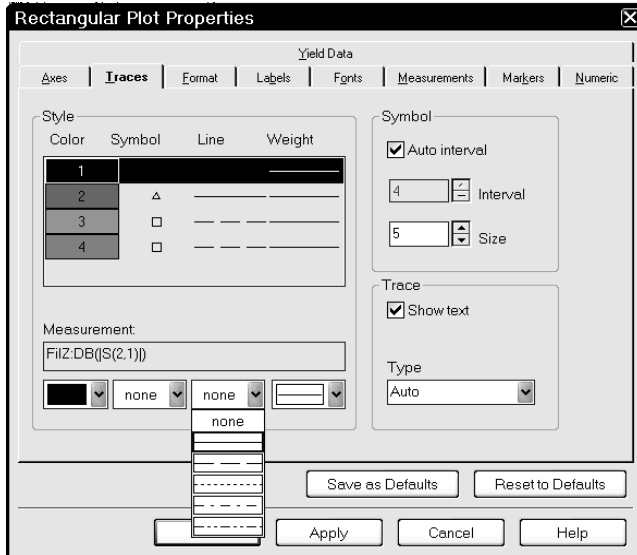 Rectangular Plot Properties
Yield Data
Axes Traces Format Labels Fonts Measurements Markers Numeric
Style
Color Symbol Line Weight
1
2
3
4
Measurement:
FilZ:DB(|S(2,1)|)
none none
none
Symbol
Auto interval
4 Interval
5 Size
Trace
Show text
Type
Auto
Save as Defaults Reset to Defaults
Apply Cancel Help